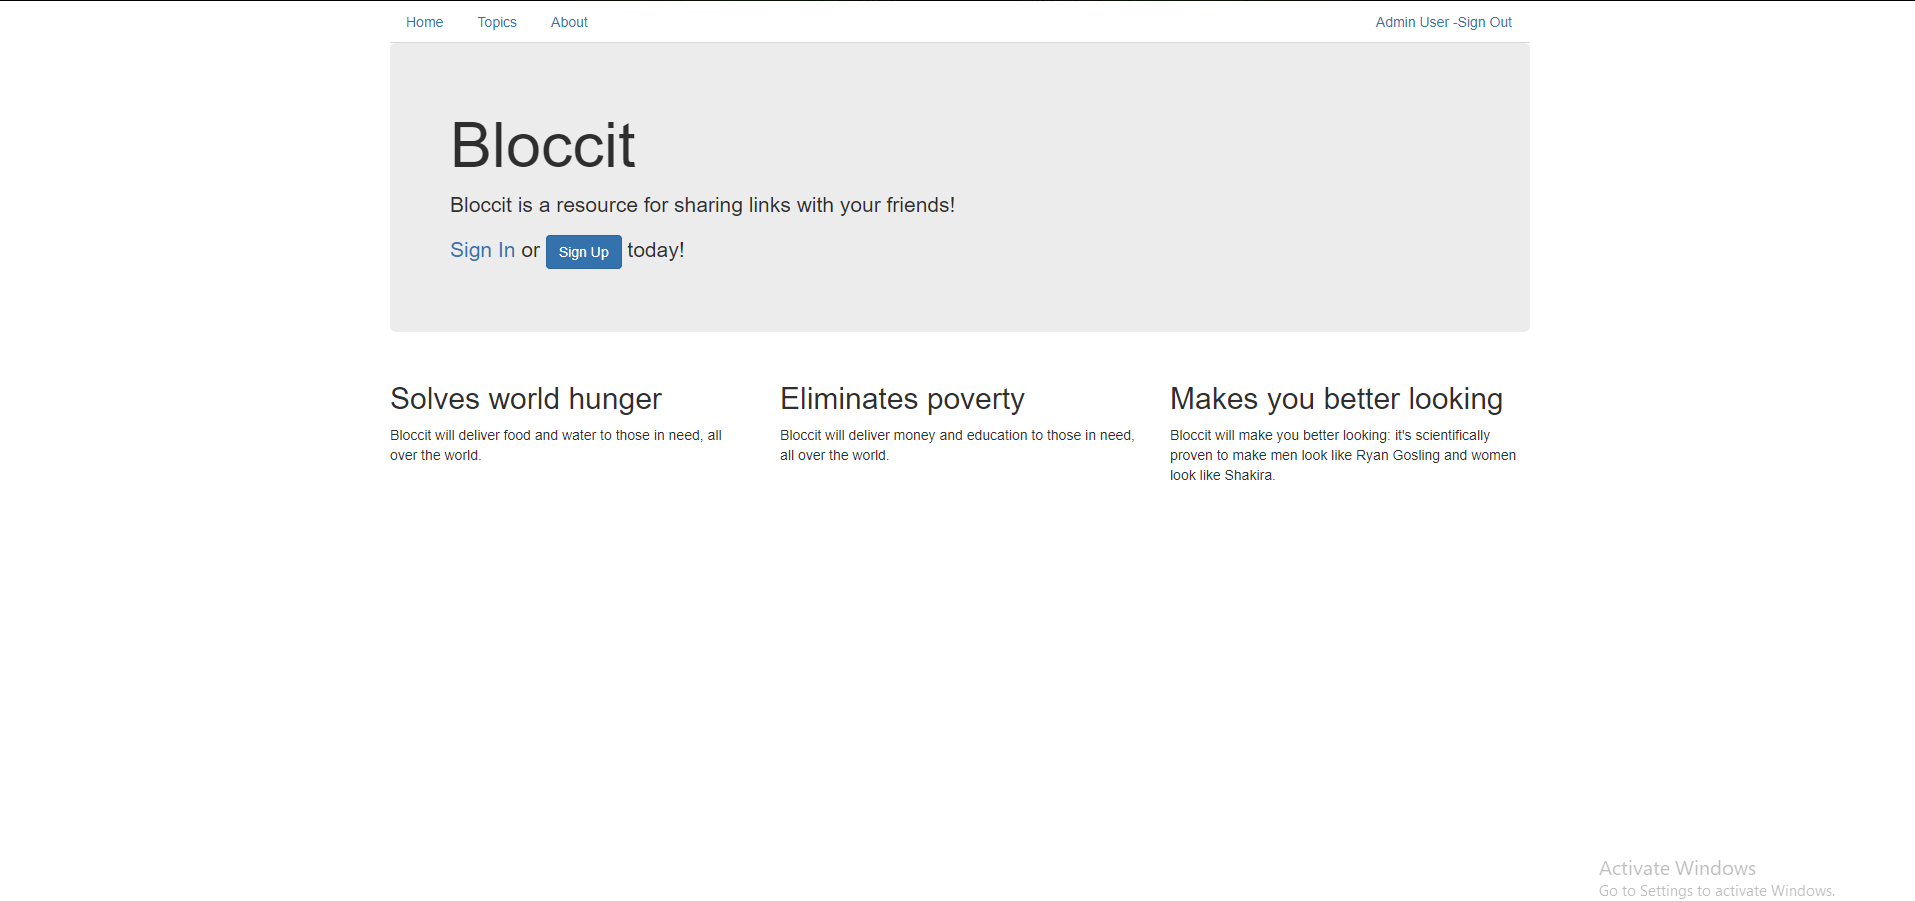 Home Topics About Admin User -Sign Out
Bloccit
Bloccit is a resource for sharing links with your friends!
Sign In or Sign Up today!
Solves world hunger
Bloccit will deliver food and water to those in need, all
over the world.
Eliminates poverty
Bloccit will deliver money and education to those in need,
all over the world.
Makes you better looking
Bloccit will make you better looking: it's scientifically
proven to make men look like Ryan Gosling and women
look like Shakira.
Activate Windows
Go to Settings to activate Windows.